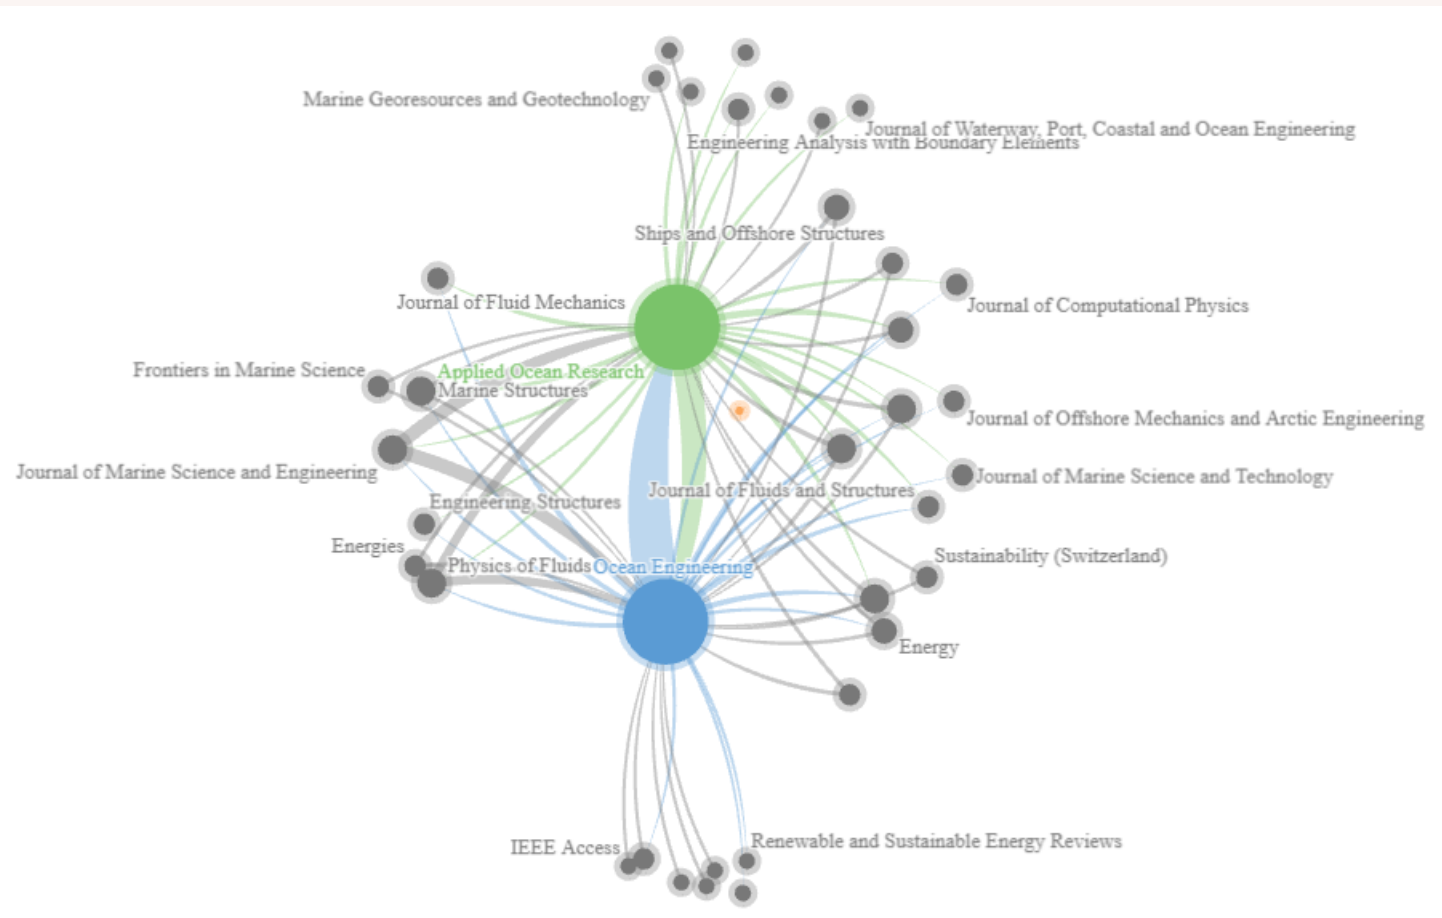 Marine Georesources and Geotechnology
Journal of Waterway, Port, Coastal and Ocean Engineering
Engineering Analysis with Boundary Elements
Ships and Offshore Structures
Journal of Fluid Mechanics
Journal of Computational Physics
Frontiers in Marine Science
Applied Ocean Research
Marine Structures
Journal of Offshore Mechanics and Arctic Engineering
Journal of Marine Science and Engineering
Journal of Marine Science and Technology
Journal of Fluids and Structures
Engineering Structures
Energies
Sustainability (Switzerland)
Physics of Fluids
Ocean Engineering
Energy
IEEE Access
Renewable and Sustainable Energy Reviews